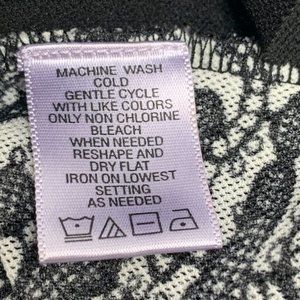 MACHINE WASH
COLD
GENTLE CYCLE
WITH LIKE COLORS
ONLY NON CHLORINE
BLEACH
WHEN NEEDED
RESHAPE AND
DRY FLAT
IRON ON LOWEST
SETTING
AS NEEDED